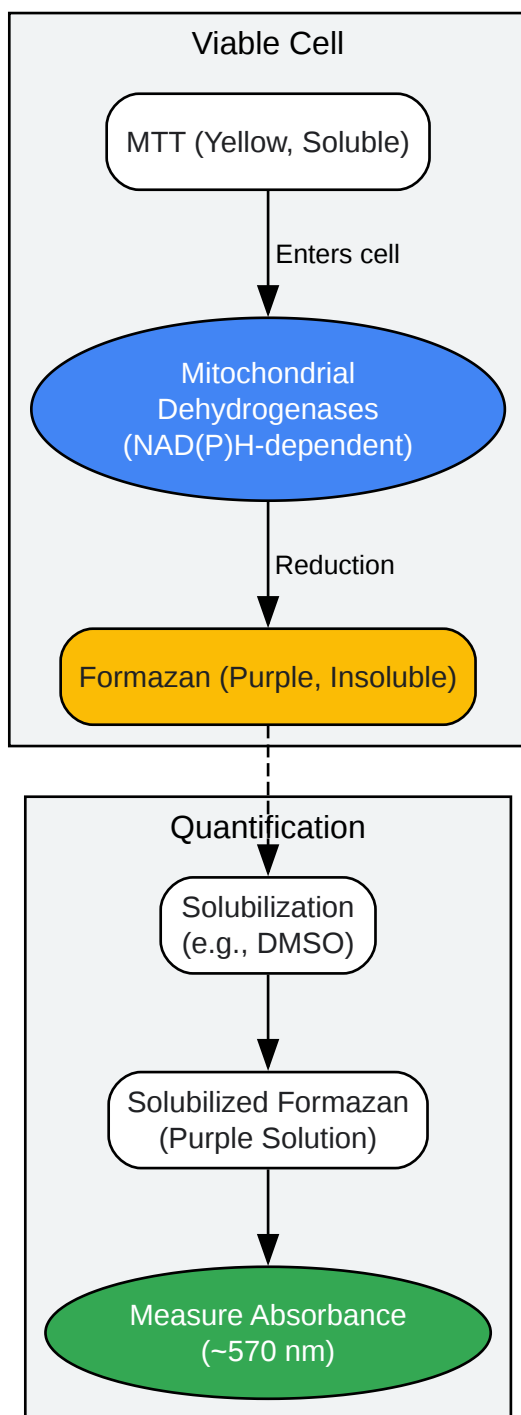 Viable Cell
MTT (Yellow, Soluble)
Enters cell
Mitochondrial
Dehydrogenases
(NAD(P)H-dependent)
Reduction
Formazan (Purple, Insoluble)
Quantification
Solubilization
(e.g., DMSO)
Solubilized Formazan
(Purple Solution)
Measure Absorbance
(~570 nm)